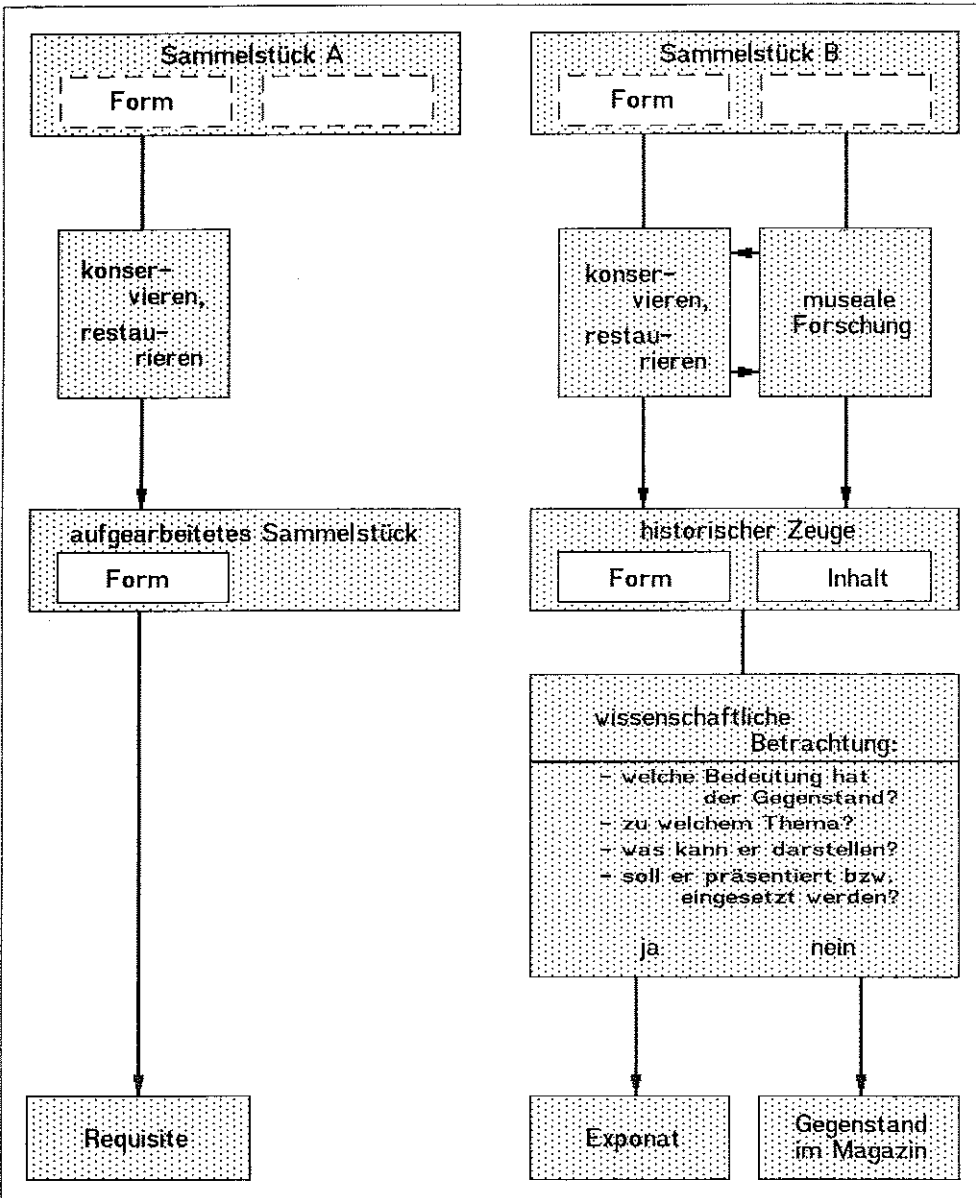 Sammelstück A
Form
konser-
vieren,
restau-
rieren
aufgearbeitetes Sammelstück
Form
Requisite
Sammelstück B
Form
konser-
vieren,
restau-
rieren
museale
Forschung
historischer Zeuge
Form
Inhalt
wissenschaftliche
Betrachtung:
- welche Bedeutung hat
der Gegenstand?
- zu welchem Thema?
- was kann er darstellen?
- soll er präsentiert bzw.
eingesetzt werden?
ja
nein
Exponat
Gegenstand
im Magazin